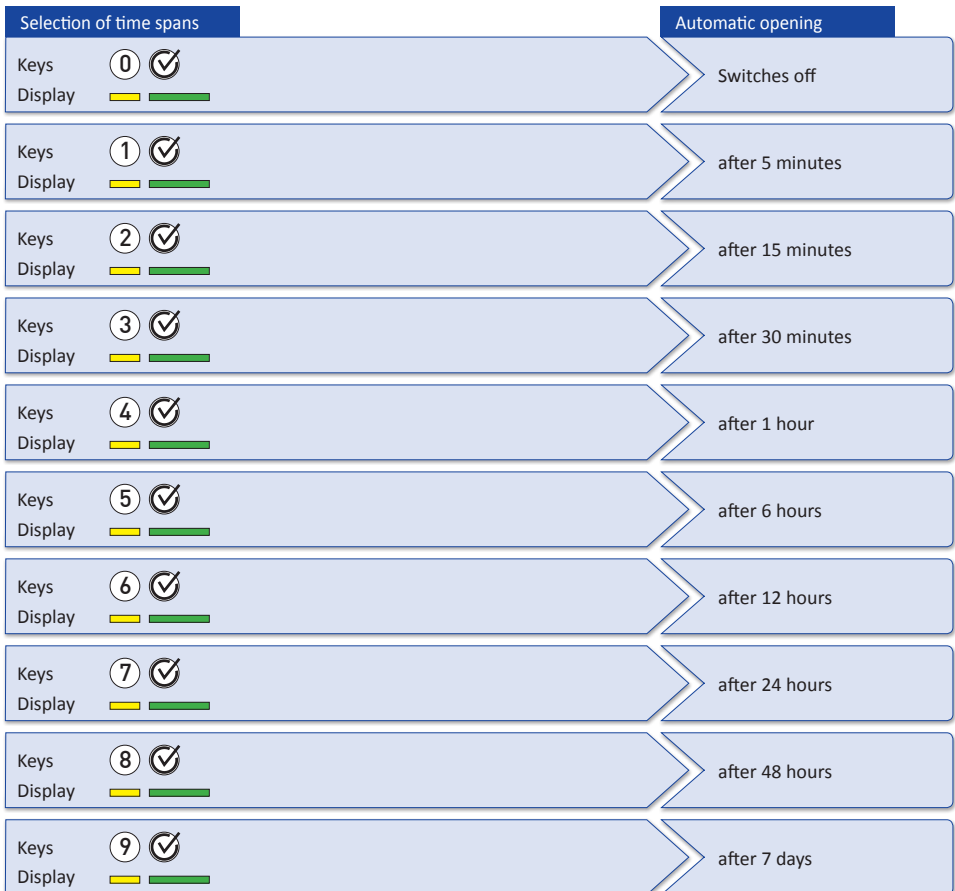 Selection of time spans Automatic opening
Keys 0
Display
Switches off
Keys 1
Display
after 5 minutes
Keys 2
Display
after 15 minutes
Keys 3
Display
after 30 minutes
Keys 4
Display
after 1 hour
Keys 5
Display
after 6 hours
Keys 6
Display
after 12 hours
Keys 7
Display
after 24 hours
Keys 8
Display
after 48 hours
Keys 9
Display
after 7 days